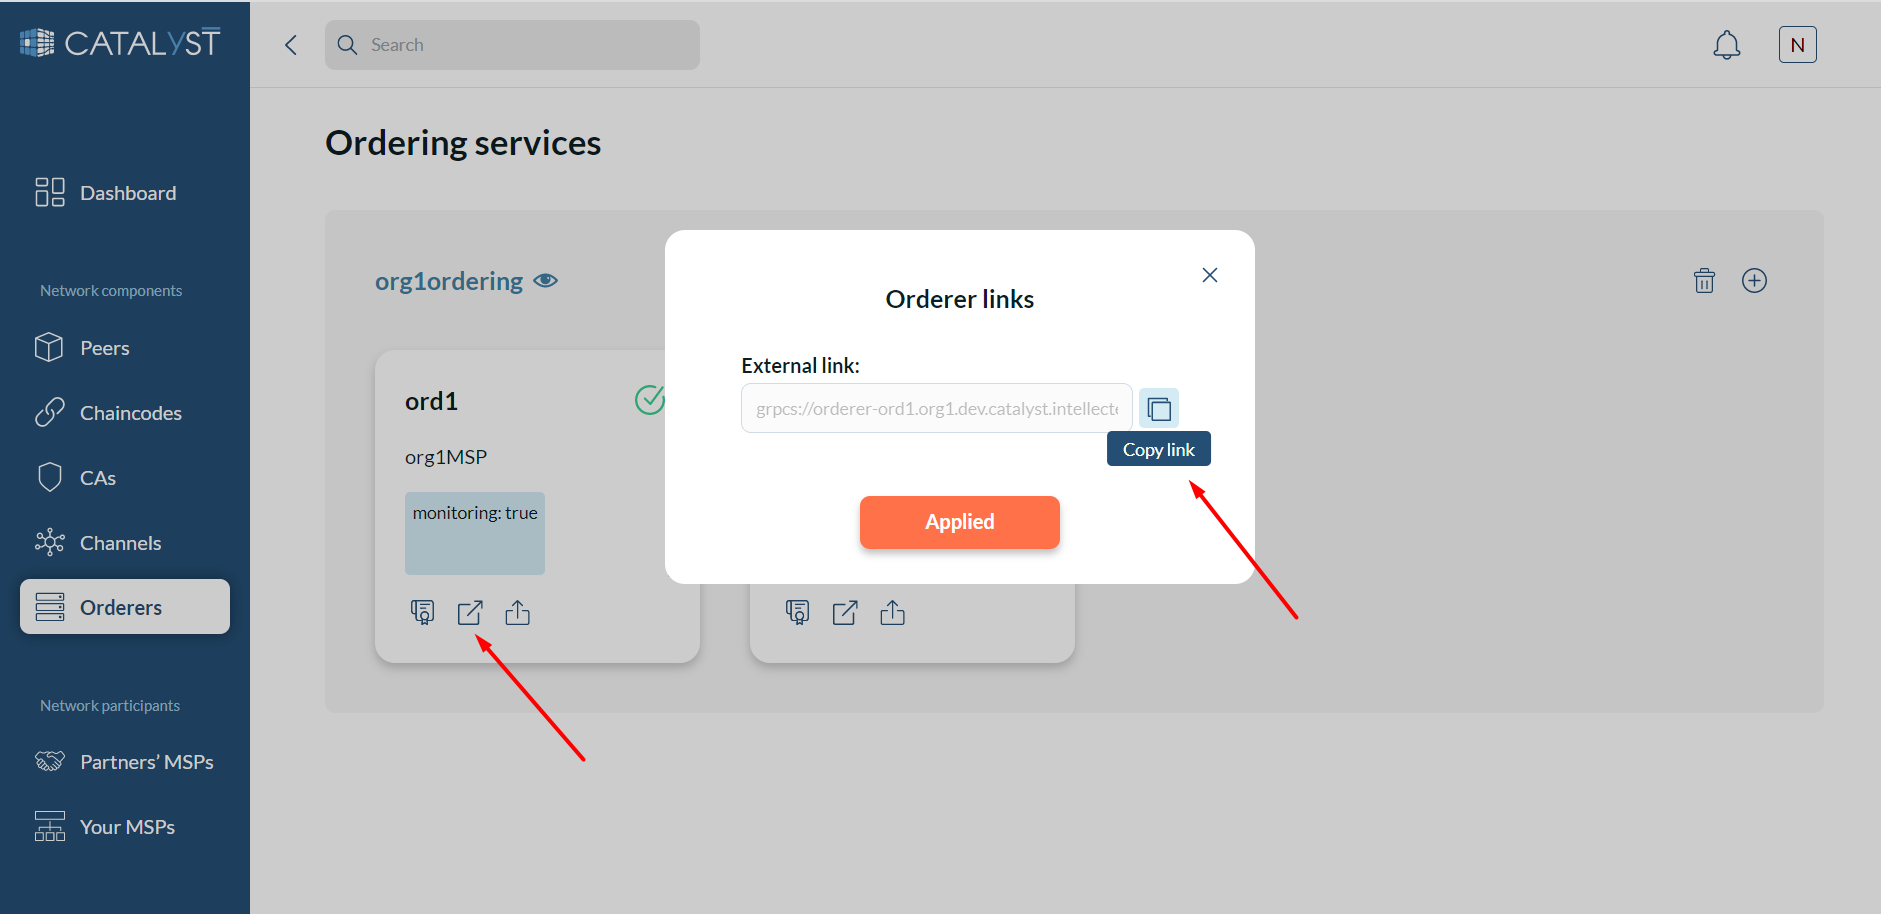 CATALYST
Search
N
Ordering services
Dashboard
Network components
Peers
Chaincodes
CAs
Channels
Orderers
Network participants
Partners’ MSPs
Your MSPs
org1ordering
ord1
org1MSP
monitoring: true
Orderer links
External link:
grpcs://orderer-ord1.org1.dev.catalyst.intellect
Copy link
Applied